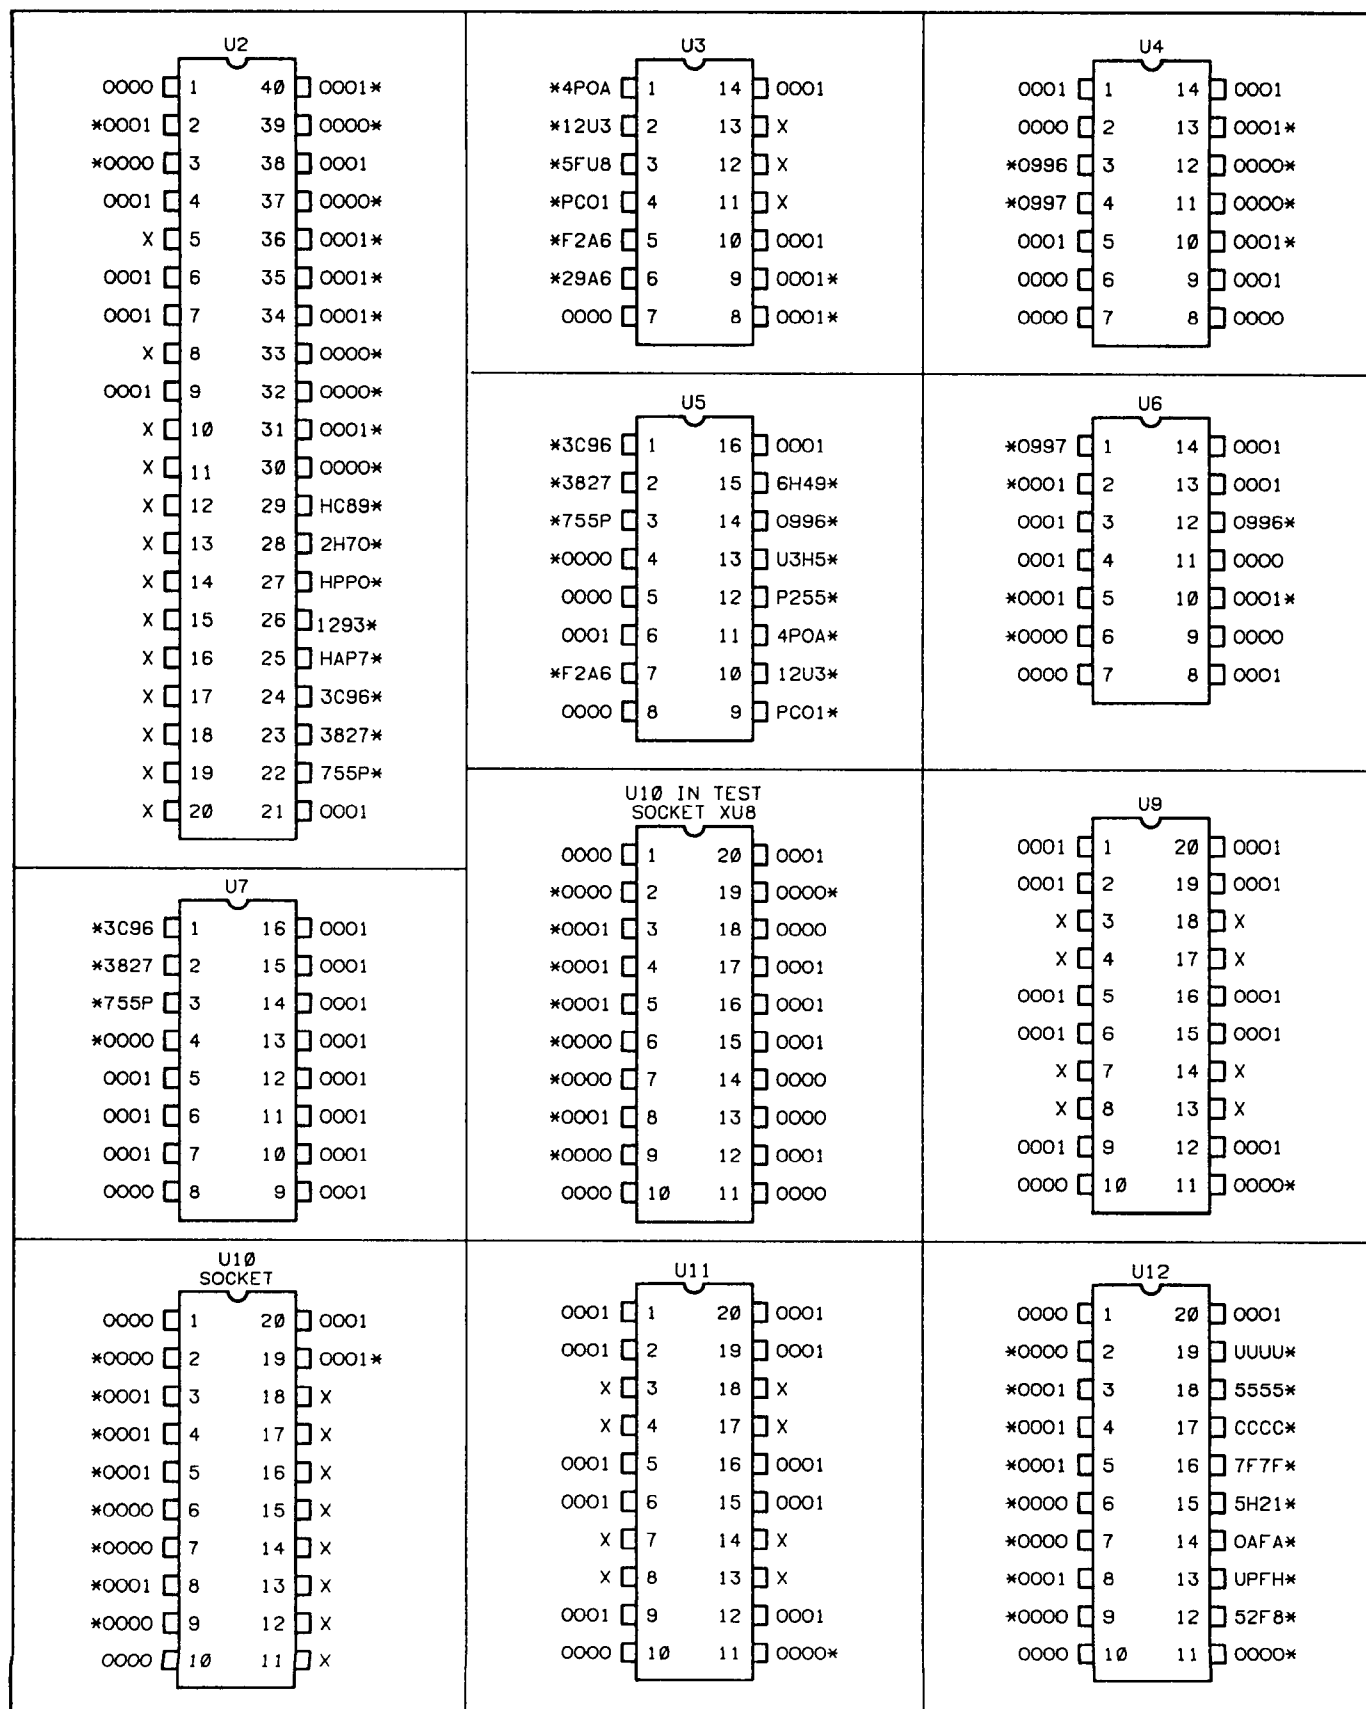 U2
0000 1 40 0001*
*0001 2 39 0000*
*0000 3 38 0001
0001 4 37 0000*
X 5 36 0001*
0001 6 35 0001*
0001 7 34 0001*
X 8 33 0000*
0001 9 32 0000*
X 10 31 0001*
X 11 30 0000*
X 12 29 HC89*
X 13 28 2H70*
X 14 27 HPP0*
X 15 26 1293*
X 16 25 HAP7*
X 17 24 3C96*
X 18 23 3827*
X 19 22 755P*
X 20 21 0001
U3
*4P0A 1 14 0001
*12U3 2 13 X
*5FU8 3 12 X
*PC01 4 11 X
*F2A6 5 10 0001
*29A6 6 9 0001*
0000 7 8 0001*
U4
0001 1 14 0001
0000 2 13 0001*
*0996 3 12 0000*
*0997 4 11 0000*
0001 5 10 0001*
0000 6 9 0001
0000 7 8 0000
U5
*3C96 1 16 0001
*3827 2 15 6H49*
*755P 3 14 0996*
*0000 4 13 U3H5*
0000 5 12 P255*
0001 6 11 4P0A*
*F2A6 7 10 12U3*
0000 8 9 PC01*
U6
*0997 1 14 0001
*0001 2 13 0001
0001 3 12 0996*
0001 4 11 0000
*0001 5 10 0001*
*0000 6 9 0000
0000 7 8 0001
U7
*3C96 1 16 0001
*3827 2 15 0001
*755P 3 14 0001
*0000 4 13 0001
0001 5 12 0001
0001 6 11 0001
0001 7 10 0001
0000 8 9 0001
U10 IN TEST
SOCKET XU8
0000 1 20 0001
*0000 2 19 0000*
*0001 3 18 0000
*0001 4 17 0001
*0001 5 16 0001
*0000 6 15 0001
*0000 7 14 0000
*0001 8 13 0000
*0000 9 12 0001
0000 10 11 0000
U9
0001 1 20 0001
0001 2 19 0001
X 3 18 X
X 4 17 X
0001 5 16 0001
0001 6 15 0001
X 7 14 X
X 8 13 X
0001 9 12 0001
0000 10 11 0000*
U10
SOCKET
0000 1 20 0001
*0000 2 19 0001*
*0001 3 18 X
*0001 4 17 X
*0001 5 16 X
*0000 6 15 X
*0000 7 14 X
*0001 8 13 X
*0000 9 12 X
0000 10 11 X
U11
0001 1 20 0001
0001 2 19 0001
X 3 18 X
X 4 17 X
0001 5 16 0001
0001 6 15 0001
X 7 14 X
X 8 13 X
0001 9 12 0001
0000 10 11 0000*
U12
0000 1 20 0001
*0000 2 19 UUUU*
*0001 3 18 5555*
*0001 4 17 CCCC*
*0001 5 16 7F7F*
*0000 6 15 5H21*
*0000 7 14 0AFA*
*0001 8 13 UPFH*
*0000 9 12 52F8*
0000 10 11 0000*